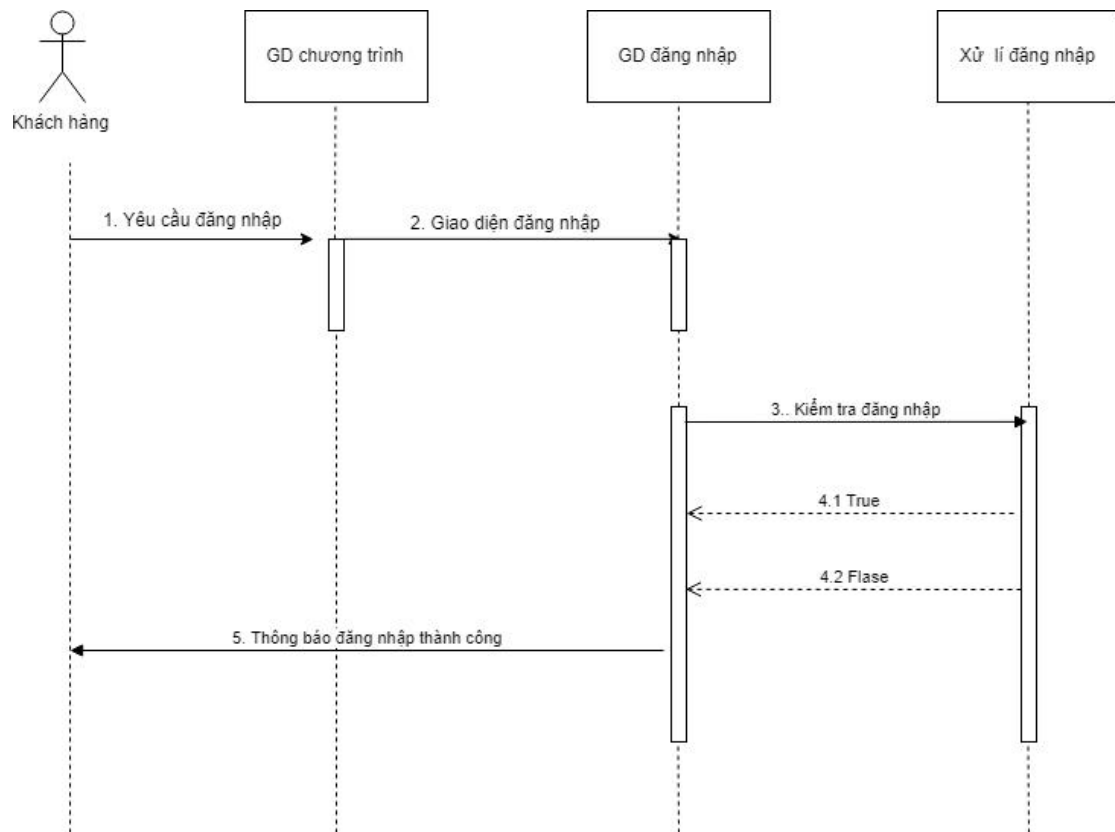 GD chương trình
GD đăng nhập
Xử lí đăng nhập
Khách hàng
1. Yêu cầu đăng nhập
2. Giao diện đăng nhập
3.. Kiểm tra đăng nhập
4.1 True
4.2 Flase
5. Thông báo đăng nhập thành công